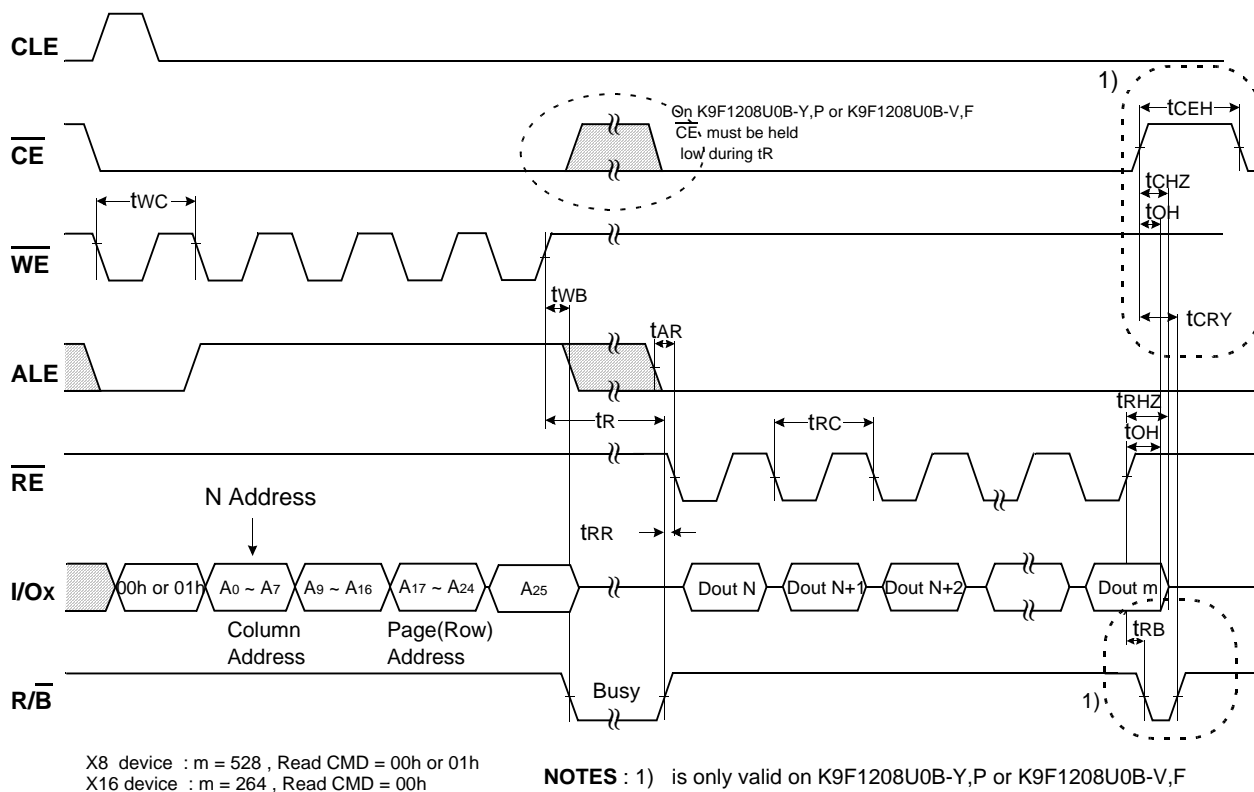 CLE
1)
tCEH
On K9F1208U0B-Y,P or K9F1208U0B-V,F
CE must be held
low during tR
CE
tCHZ
tOH
tWC
WE
tWB
tCRY
tAR
ALE
tRHZ
tR
tRC
tOH
RE
N Address
tRR
I/Ox
00h or 01h
A0 ~ A7
A9 ~ A16
A17 ~ A24
A25
Dout N
Dout N+1
Dout N+2
Dout m
Column
Address
Page(Row)
Address
tRB
R/B
Busy
1)
X8 device : m = 528 , Read CMD = 00h or 01h
X16 device : m = 264 , Read CMD = 00h
NOTES : 1) is only valid on K9F1208U0B-Y,P or K9F1208U0B-V,F